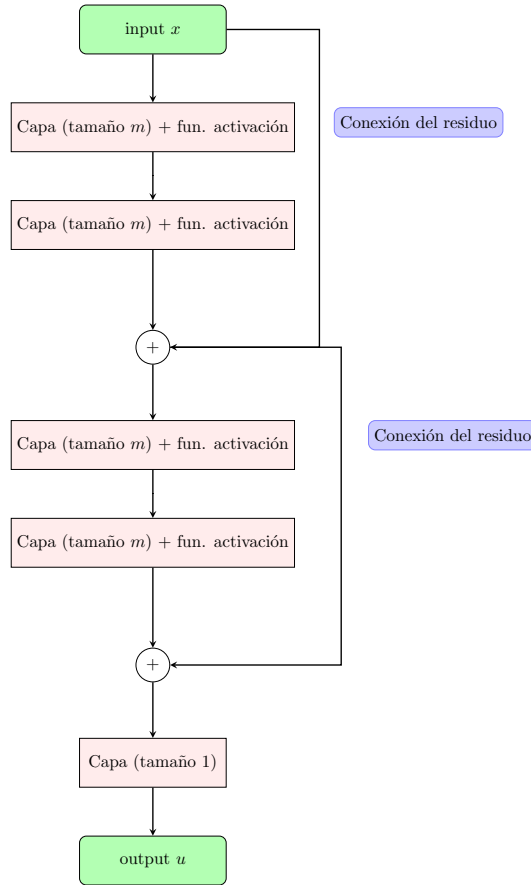 input x
Capa (tamaño m) + fun. activación
Conexión del residuo
Capa (tamaño m) + fun. activación
+
Capa (tamaño m) + fun. activación
Conexión del residuo
Capa (tamaño m) + fun. activación
+
Capa (tamaño 1)
output u